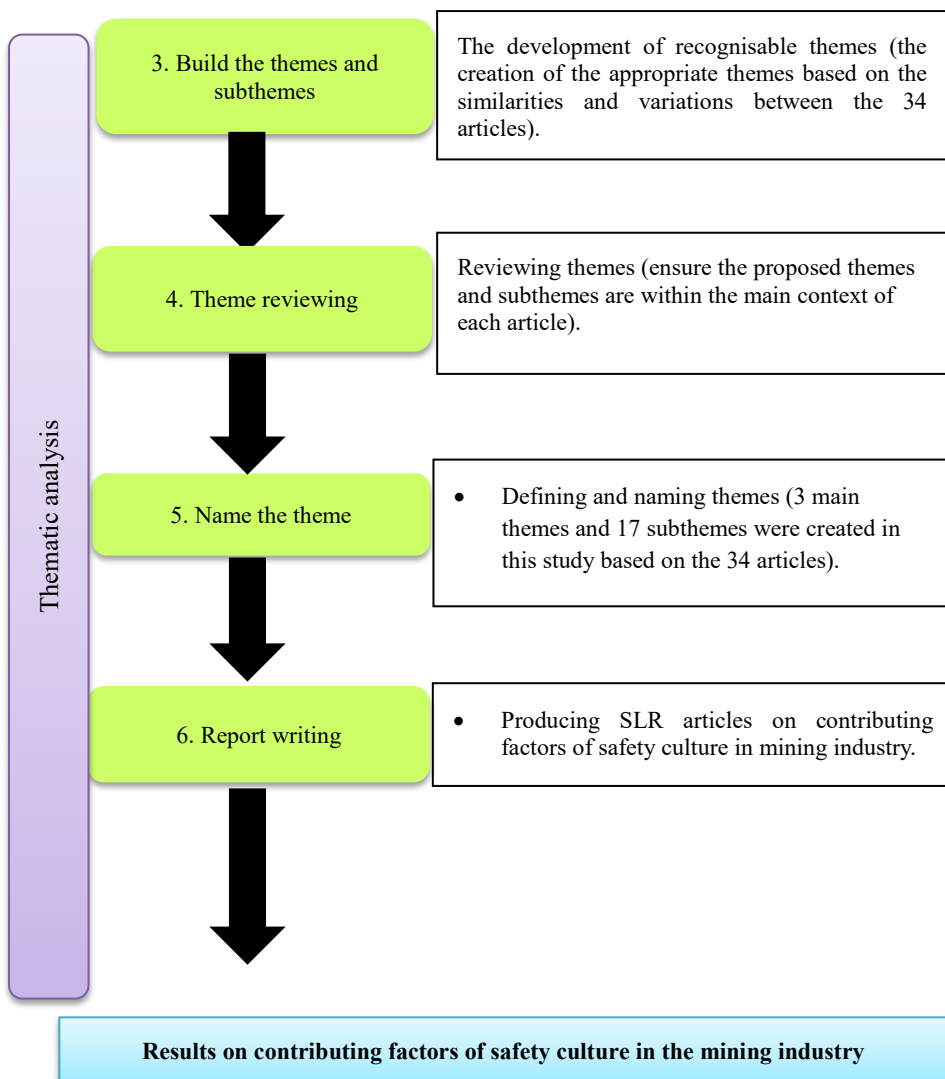 3. Build the themes and
subthemes
The development of recognisable themes (the
creation of the appropriate themes based on the
similarities and variations between the 34
articles).
4. Theme reviewing
Reviewing themes (ensure the proposed themes
and subthemes are within the main context of
each article).
Thematic analysis
5. Name the theme
• Defining and naming themes (3 main
themes and 17 subthemes were created in
this study based on the 34 articles).
6. Report writing
• Producing SLR articles on contributing
factors of safety culture in mining industry.
Results on contributing factors of safety culture in the mining industry